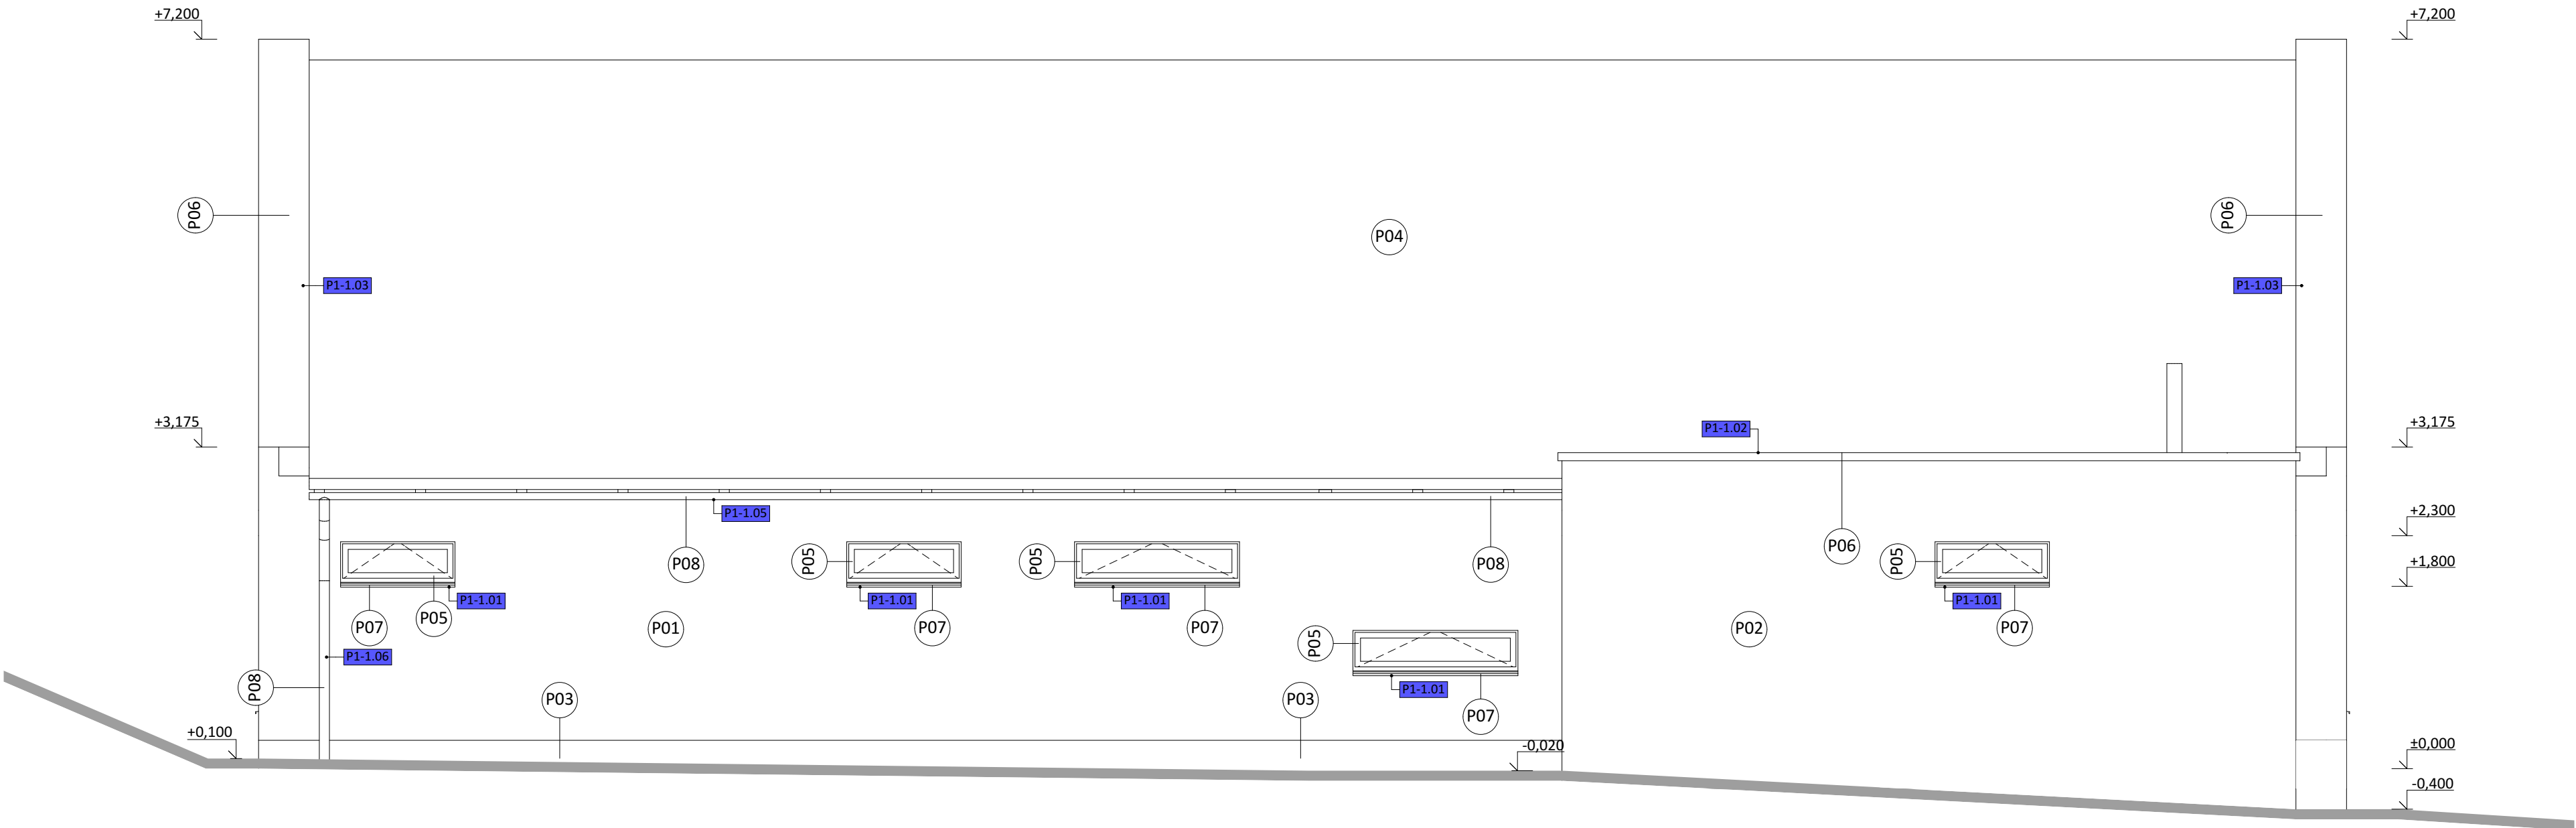 +7,200
+7,200
P06
P06
P04
P1-1.03
P1-1.03
+3,175
+3,175
P1-1.02
+2,300
P1-1.05
P06
P05
P05
P05
P08
P08
+1,800
P1-1.01
P1-1.01
P1-1.01
P1-1.01
P07
P05
P01
P07
P07
P02
P07
P05
P1-1.06
P08
P1-1.01
P03
P03
P07
+0,100
-0,020
±0,000
-0,400